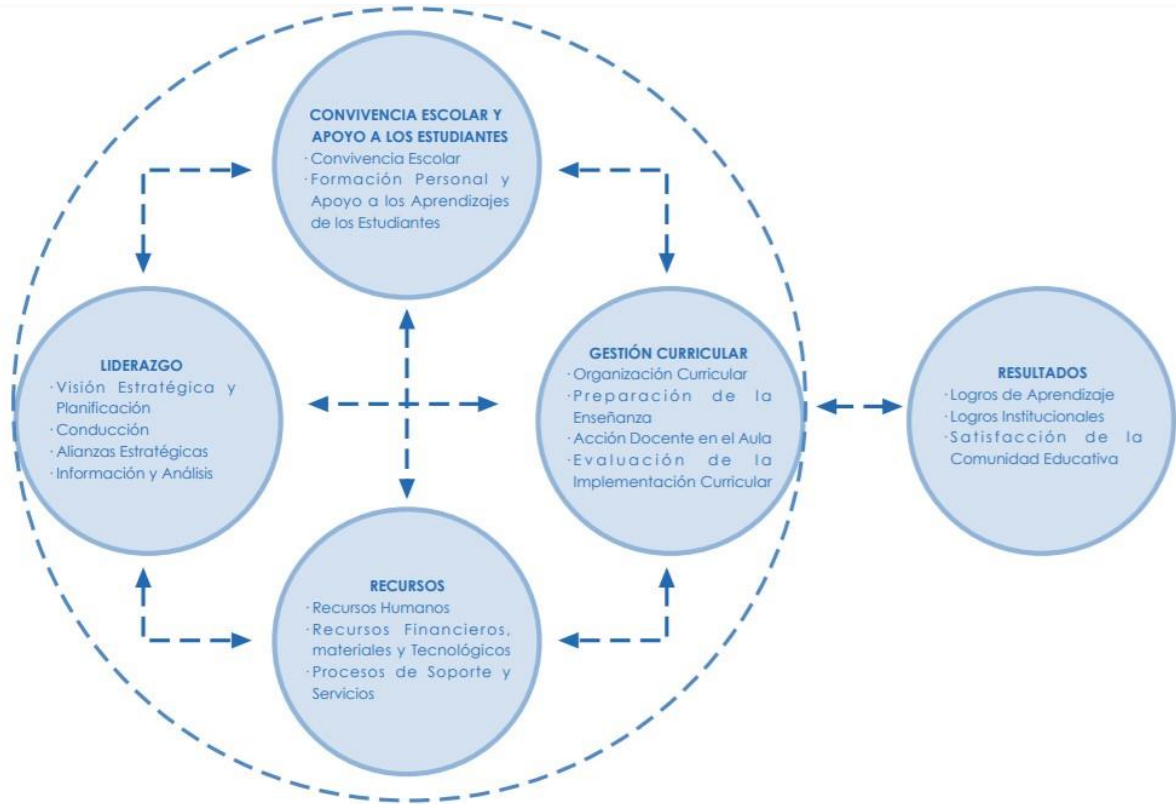 CONVIVENCIA ESCOLAR Y
APOYO A LOS ESTUDIANTES
· Convivencia Escolar
· Formación Personal y
Apoyo a los Aprendizajes
de los Estudiantes
LIDERAZGO
· Visión Estratégica y
Planificación
· Conducción
· Alianzas Estratégicas
· Información y Análisis
GESTIÓN CURRICULAR
· Organización Curricular
· Preparación de la
Enseñanza
· Acción Docente en el Aula
· Evaluación de la
Implementación Curricular
RESULTADOS
· Logros de Aprendizaje
· Logros Institucionales
· Satisfacción de la
Comunidad Educativa
RECURSOS
· Recursos Humanos
· Recursos Financieros,
materiales y Tecnológicos
· Procesos de Soporte y
Servicios